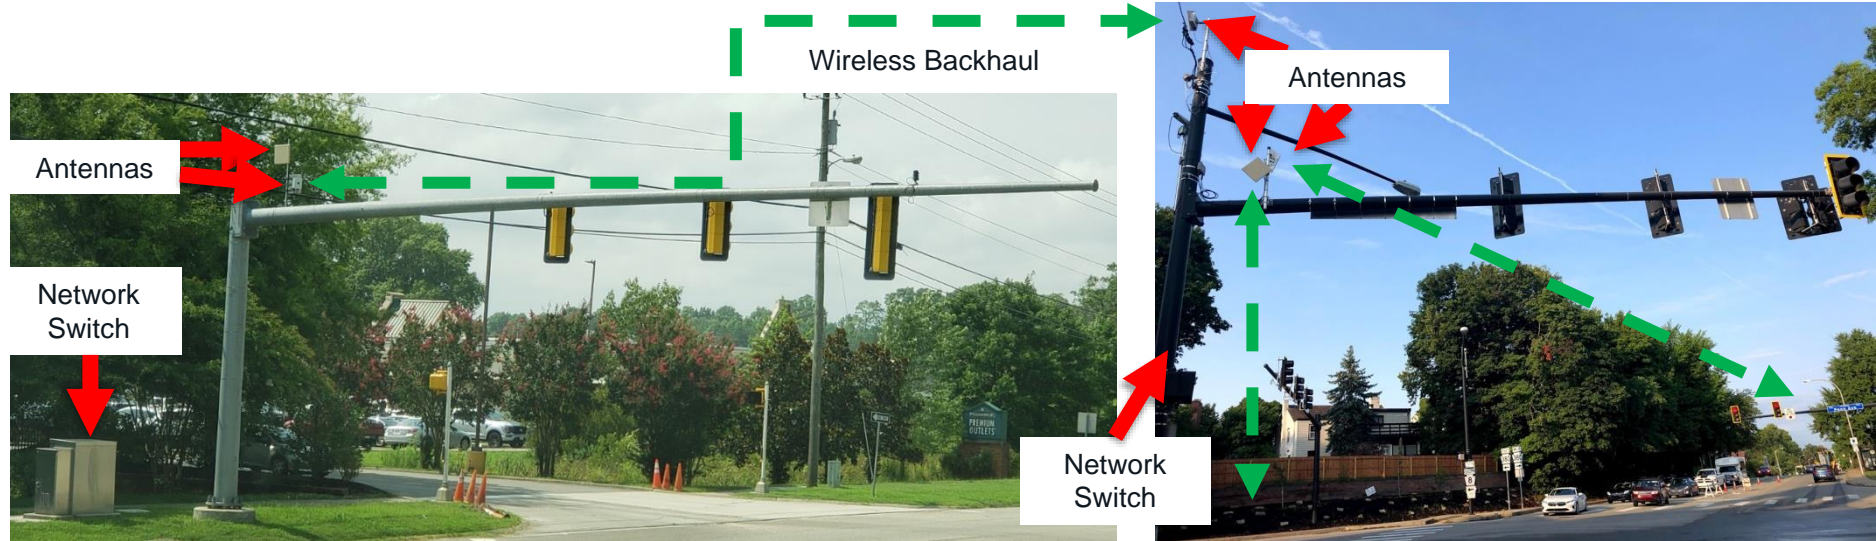 Wireless Backhaul
Antennas
Antennas
Network
Switch
Network
Switch
PREMIUM
OUTLETS